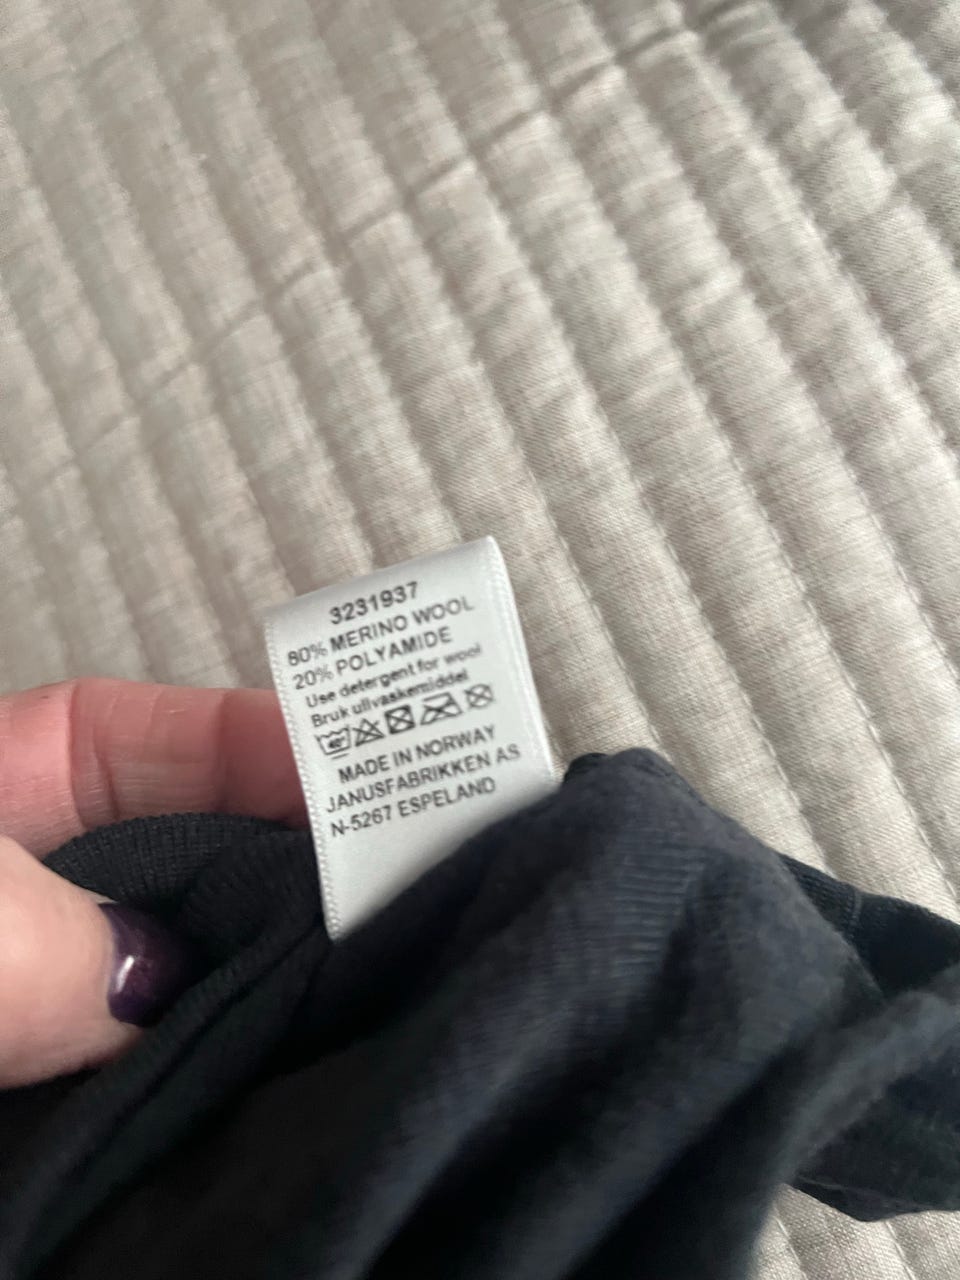 3231937
80% MERINO WOOL
20% POLYAMIDE
Use detergent for wool
Bruk ullvaskemiddel
40°
MADE IN NORWAY
JANUSFABRIKKEN AS
N-5267 ESPELAND